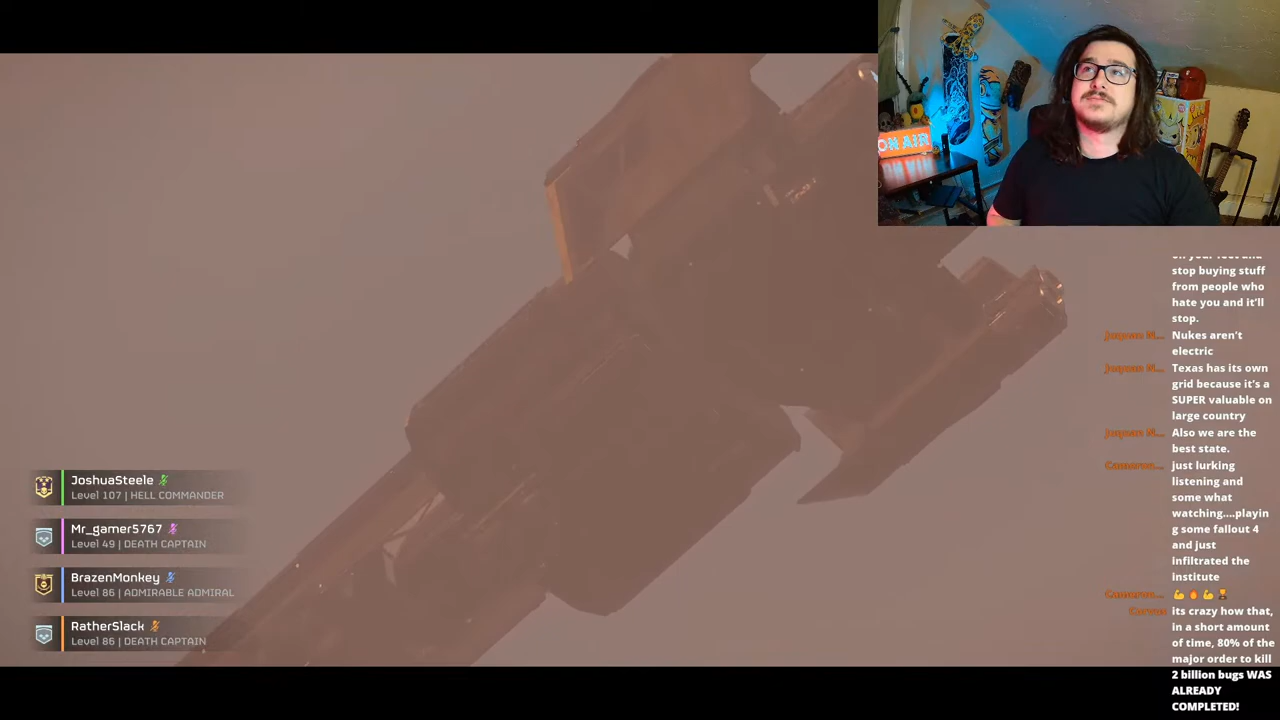 ON AIR
stop buying stuff
from people who
hate you and it'll
stop.
Nukes aren't
electric
Texas has its own
grid because it's a
SUPER valuable on
large country
Also we are the
best state.
Cameron... just lurking
listening and
some what
watching....playin
g some fallout 4
and just
infiltrated the
institute
Cameron... 💪🔥💪
its crazy how that,
in a short amount
of time, 80% of the
major order to kill
2 billion bugs WAS
ALREADY
COMPLETED!
JoshuaSteele
Level 107 | HELL COMMANDER
Mr_gamer5767
Level 49 | DEATH CAPTAIN
BrazenMonkey
Level 86 | ADMIRABLE ADMIRAL
RatherSlack
Level 86 | DEATH CAPTAIN